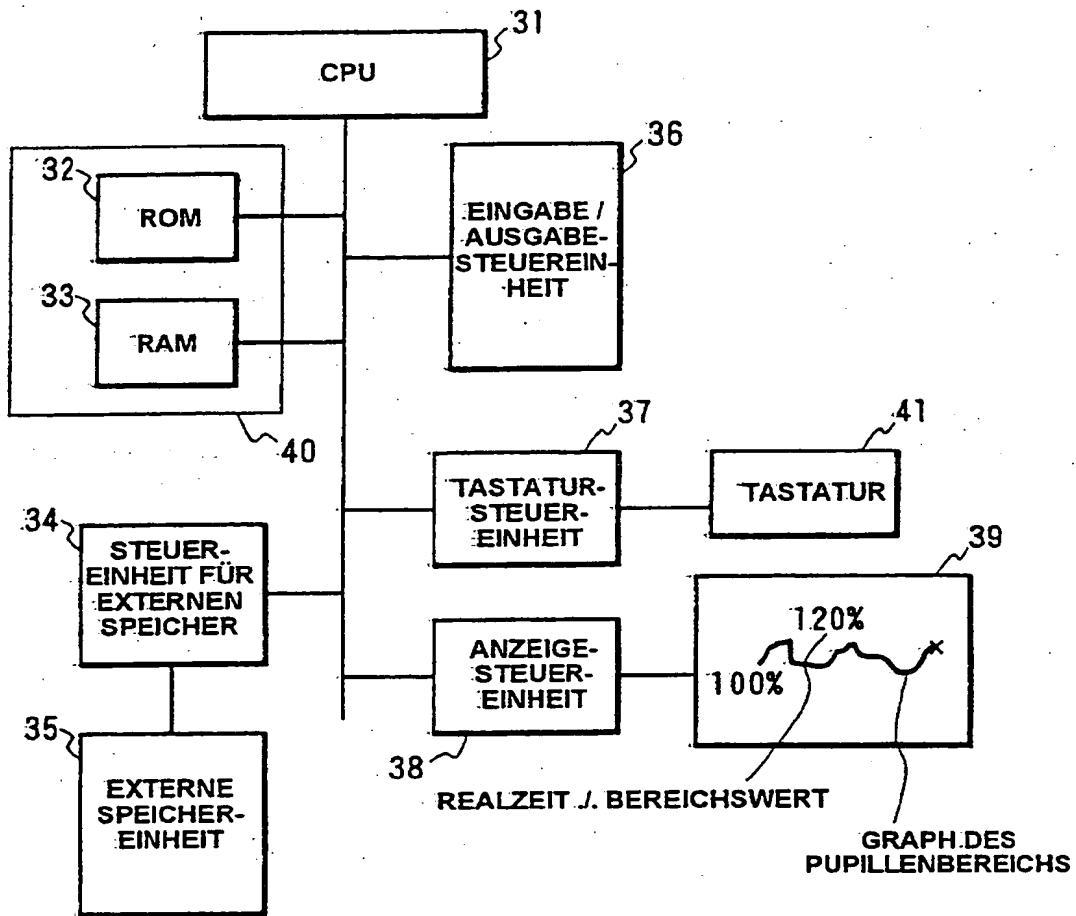 31
CPU
36
32
ROM
EINGABE /
AUSGABE-
STEUEREIN-
HEIT
33
RAM
40
37
41
TASTATUR-
STEUER-
EINHEIT
TASTATUR
34
STEUER-
EINHEIT FÜR
EXTERNEN
SPEICHER
39
120%
100%
ANZEIGE-
STEUER-
EINHEIT
35
38
EXTERNE
SPEICHER-
EINHEIT
REALZEIT ./. BEREICHSWERT
GRAPH DES
PUPILLENBEREICHS